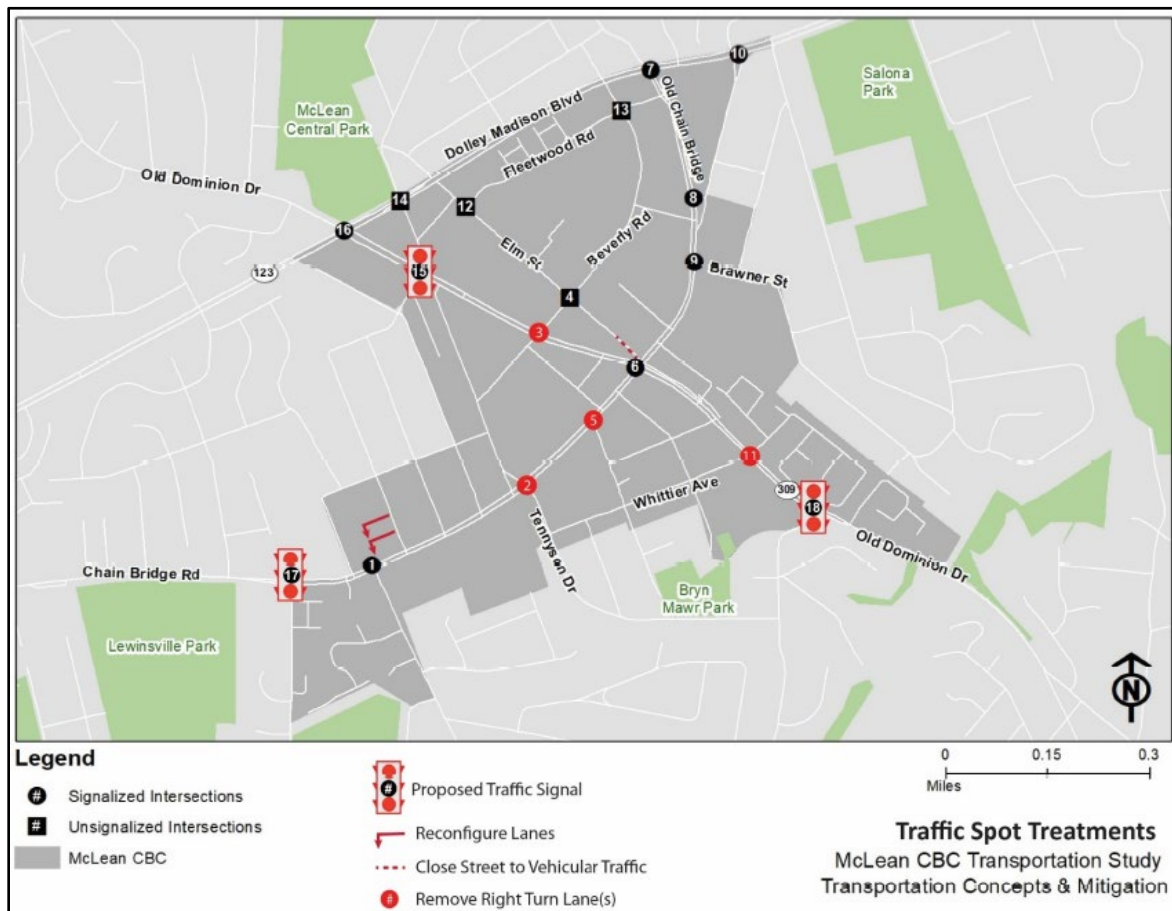 10
7
Salona
Park
McLean
Central Park
Dolley Madison Blvd
13
Old Chain Bridge
Fleetwood Rd
Old Dominion Dr
14
12
8
16
Elm St
Beverly Rd
15
123
9
Brawner St
4
3
6
5
11
2
Whittier Ave
309
18
Tennyson Dr
Old Dominion Dr
1
17
Chain Bridge Rd
Bryn
Mawr Park
Lewinsville Park
N
Legend
# Signalized Intersections
# Unsignalized Intersections
McLean CBC
# Proposed Traffic Signal
Reconfigure Lanes
Close Street to Vehicular Traffic
# Remove Right Turn Lane(s)
0 0.15 0.3
Miles
Traffic Spot Treatments
McLean CBC Transportation Study
Transportation Concepts & Mitigation